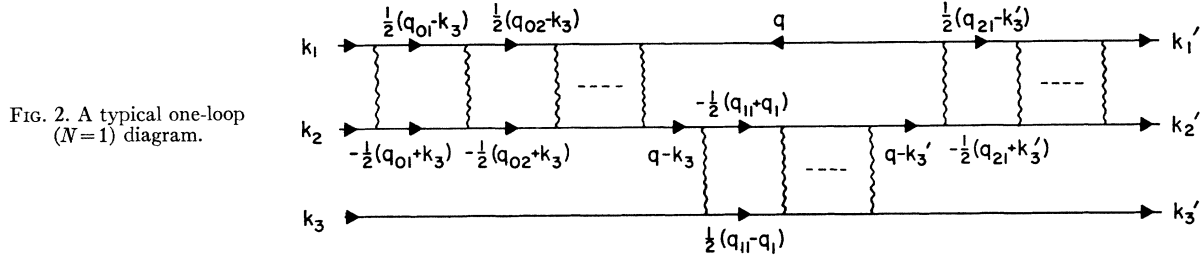 ½(q₀₁-k₃) ½(q₀₂-k₃) q ½(q₂₁-k₃′)
k₁ k₁′
-½(q₁₁+q₁)
FIG. 2. A typical one-loop
(N=1) diagram.
k₂ k₂′
-½(q₀₁+k₃) -½(q₀₂+k₃) q-k₃ q-k₃′ -½(q₂₁+k₃′)
k₃ k₃′
½(q₁₁-q₁)